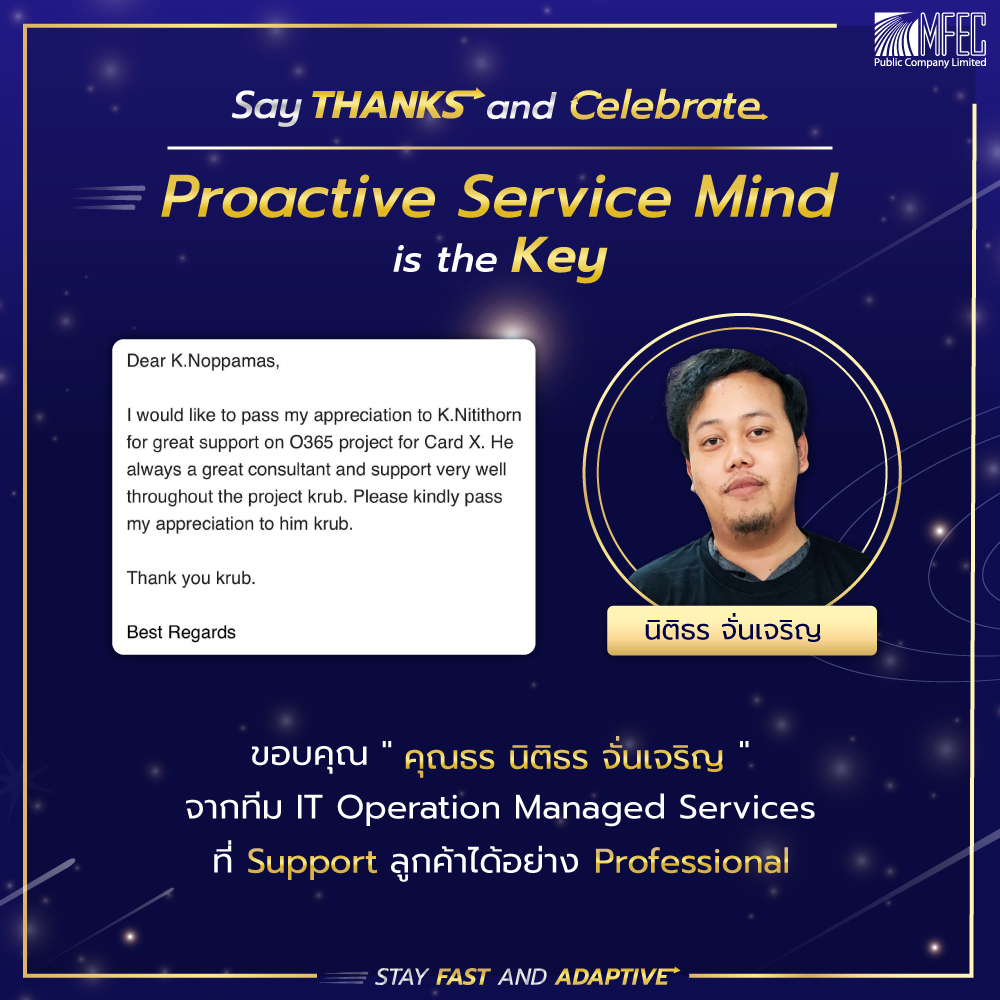 MFEC
Public Company Limited
Say THANKS and Celebrate
Proactive Service Mind
is the Key
Dear K.Noppamas,
I would like to pass my appreciation to K.Nitithorn
for great support on O365 project for Card X. He
always a great consultant and support very well
throughout the project krub. Please kindly pass
my appreciation to him krub.
Thank you krub.
Best Regards
นิติธร จั่นเจริญ
ขอบคุณ " คุณธร นิติธร จั่นเจริญ "
จากทีม IT Operation Managed Services
ที่ Support ลูกค้าได้อย่าง Professional
STAY FAST AND ADAPTIVE